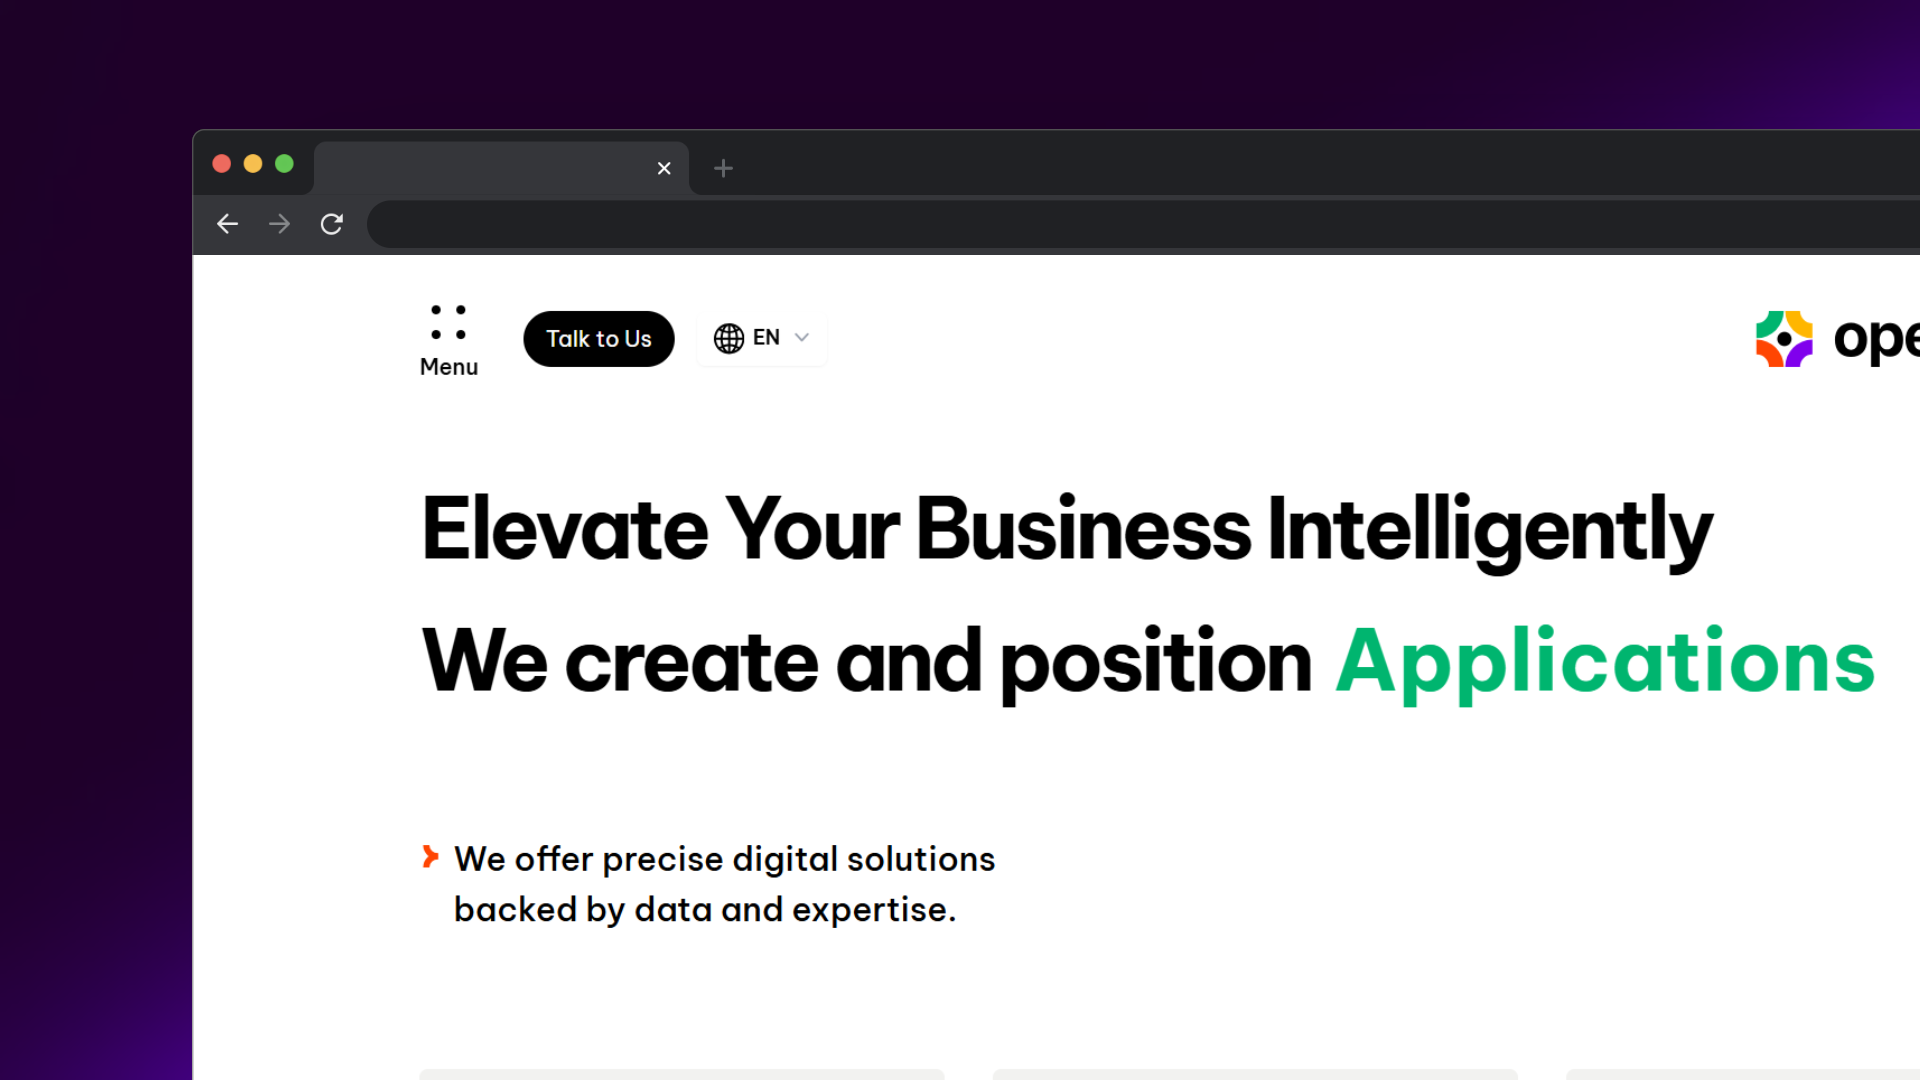 Menu
Talk to Us
EN
ope
Elevate Your Business Intelligently
We create and position Applications
We offer precise digital solutions
backed by data and expertise.